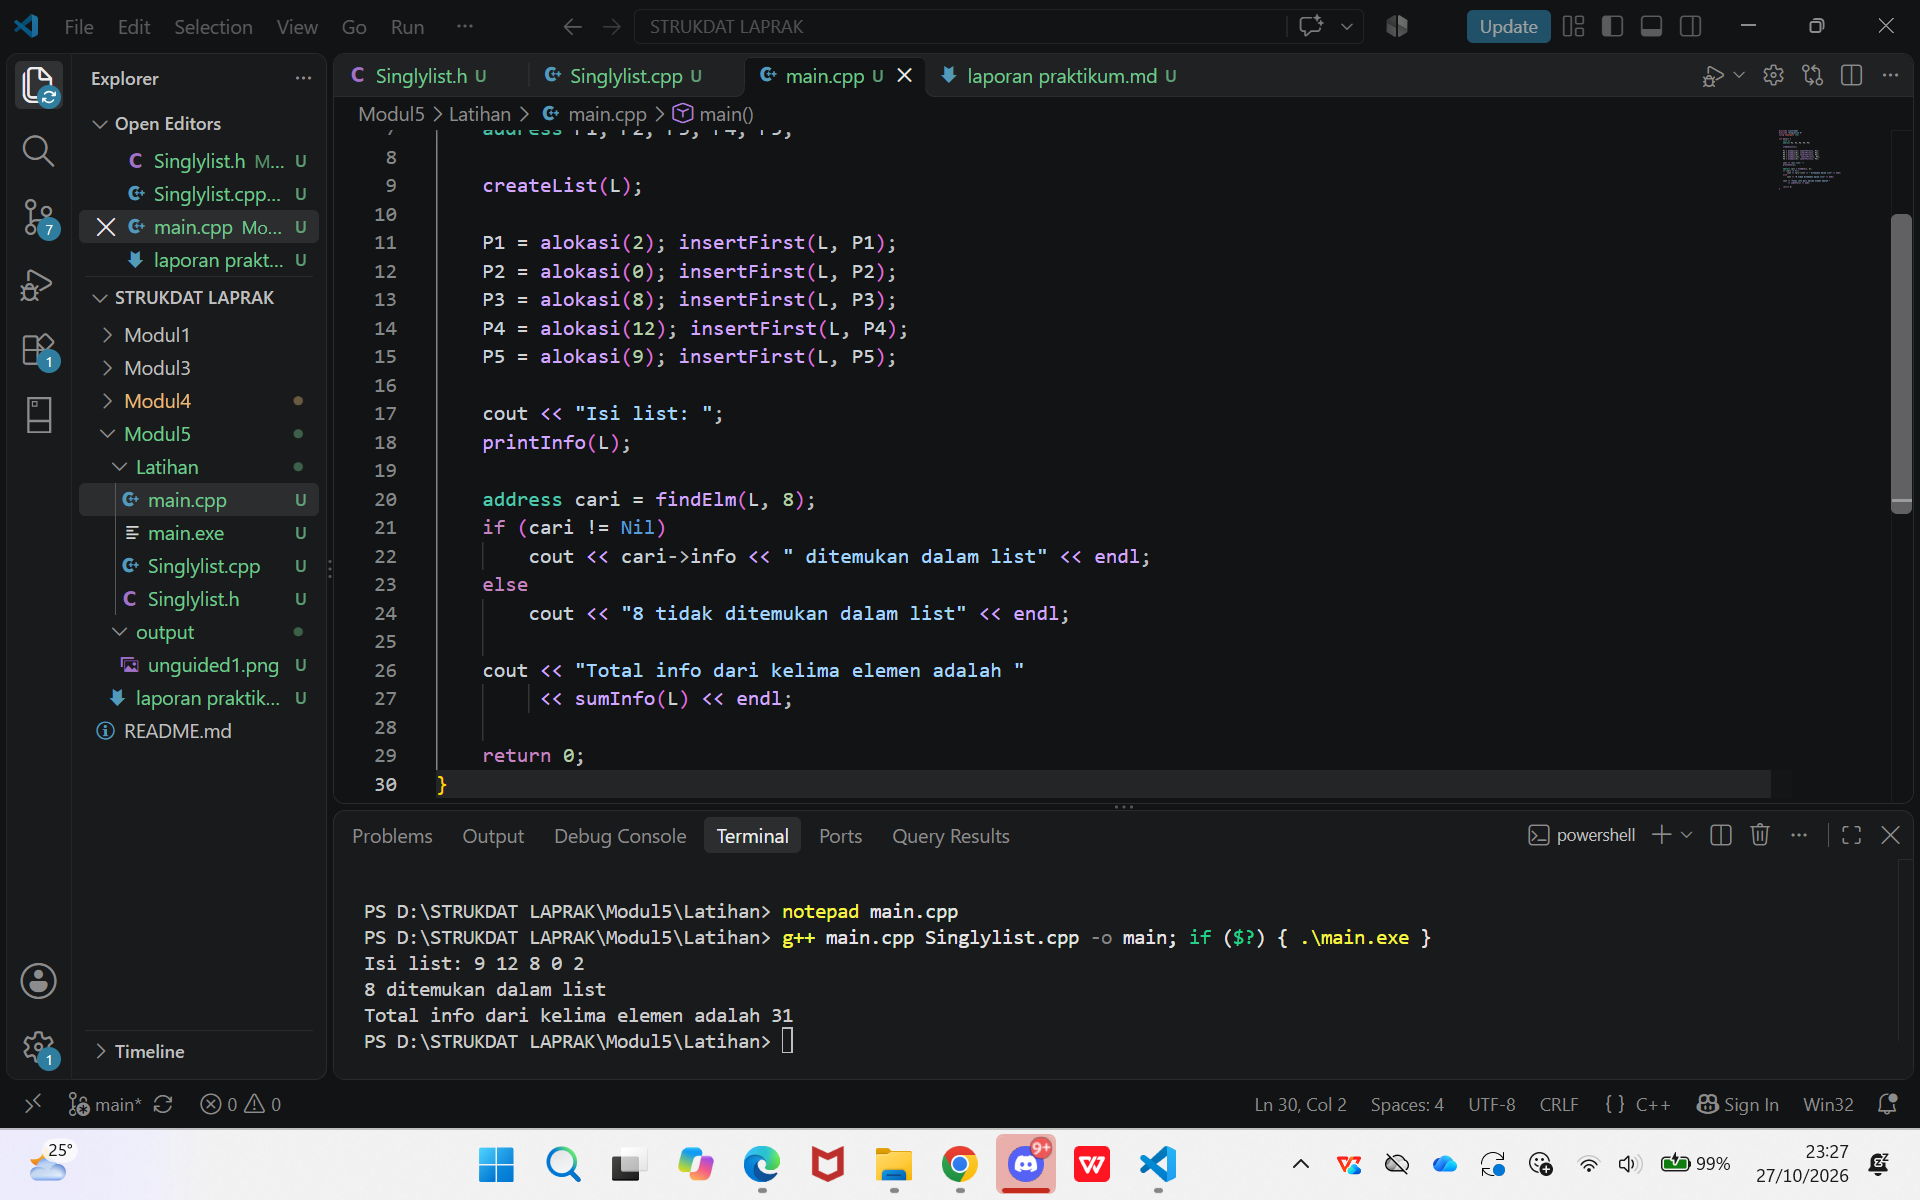 File Edit Selection View Go Run ··· STRUKDAT LAPRAK Update
Explorer
Open Editors
Singlylist.h M... U
Singlylist.cpp... U
main.cpp Mo... U
laporan prakt... U
STRUKDAT LAPRAK
Modul1
Modul3
Modul4
Modul5
Latihan
main.cpp U
main.exe U
Singlylist.cpp U
Singlylist.h U
output
unguided1.png U
laporan praktik... U
README.md
Timeline
7
1
1
Singlylist.h U Singlylist.cpp U main.cpp U laporan praktikum.md U
Modul5 > Latihan > main.cpp > main()
7 address P1, P2, P3, P4, P5;
8
9 createList(L);
10
11 P1 = alokasi(2); insertFirst(L, P1);
12 P2 = alokasi(0); insertFirst(L, P2);
13 P3 = alokasi(8); insertFirst(L, P3);
14 P4 = alokasi(12); insertFirst(L, P4);
15 P5 = alokasi(9); insertFirst(L, P5);
16
17 cout << "Isi list: ";
18 printInfo(L);
19
20 address cari = findElm(L, 8);
21 if (cari != Nil)
22 cout << cari->info << " ditemukan dalam list" << endl;
23 else
24 cout << "8 tidak ditemukan dalam list" << endl;
25
26 cout << "Total info dari kelima elemen adalah "
27 << sumInfo(L) << endl;
28
29 return 0;
30 }
Problems Output Debug Console Terminal Ports Query Results powershell
PS D:\STRUKDAT LAPRAK\Modul5\Latihan> notepad main.cpp
PS D:\STRUKDAT LAPRAK\Modul5\Latihan> g++ main.cpp Singlylist.cpp -o main; if ($?) { .\main.exe }
Isi list: 9 12 8 0 2
8 ditemukan dalam list
Total info dari kelima elemen adalah 31
PS D:\STRUKDAT LAPRAK\Modul5\Latihan>
main* 0 0 Ln 30, Col 2 Spaces: 4 UTF-8 CRLF { } C++ Sign In Win32
25° 9+ 99% 23:27
27/10/2026